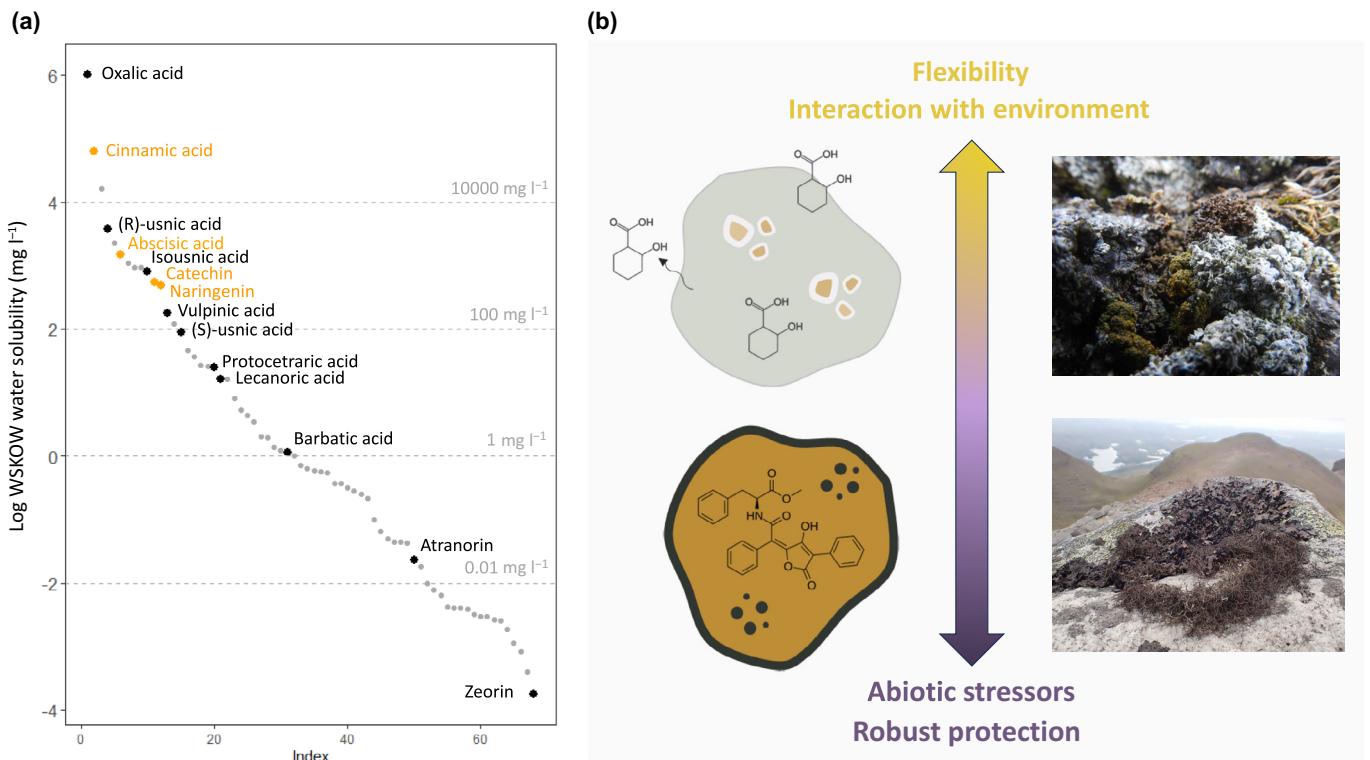 (a)
Log WSKOW water solubility (mg l⁻¹)
6
4
2
0
-2
-4
0
20
40
60
Index
Oxalic acid
Cinnamic acid
10000 mg l⁻¹
(R)-usnic acid
Abscisic acid
Isousnic acid
Catechin
Naringenin
Vulpinic acid
100 mg l⁻¹
(S)-usnic acid
Protocetraric acid
Lecanoric acid
Barbatic acid
1 mg l⁻¹
Atranorin
0.01 mg l⁻¹
Zeorin
(b)
Flexibility
Interaction with environment
O
OH
OH
O
OH
OH
O
OH
OH
O
O
HN
O
OH
O
O
Abiotic stressors
Robust protection